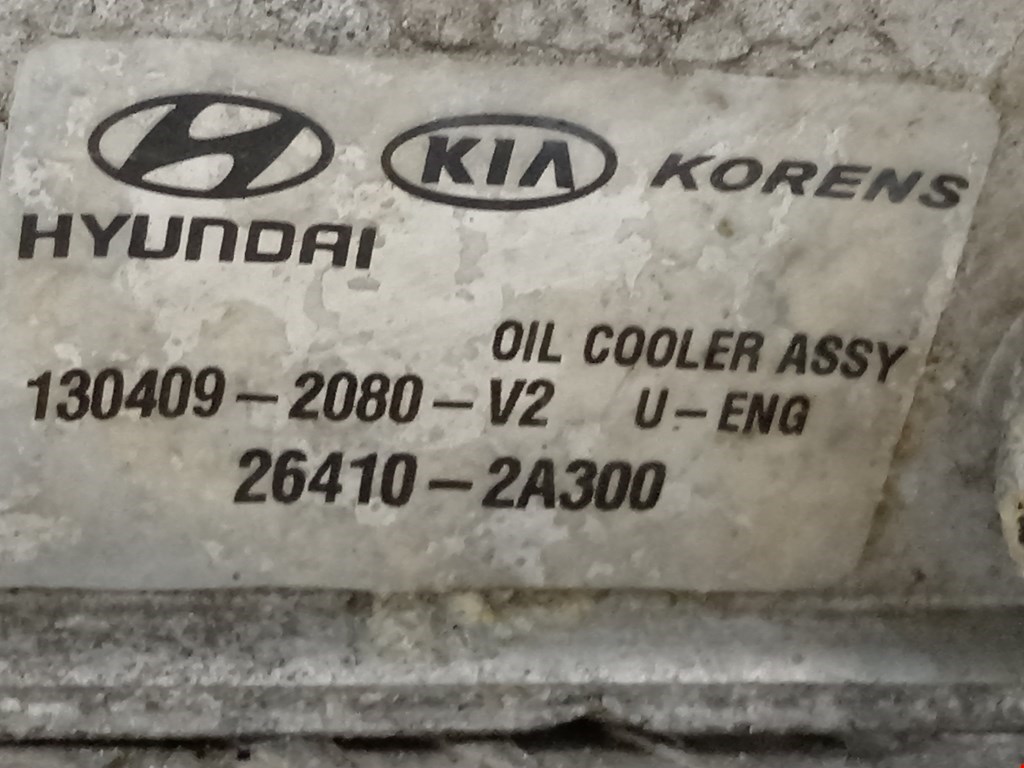 KIA KORENS
HYUNDAI
OIL COOLER ASSY
130409-2080-V2 U-ENG
26410-2A300